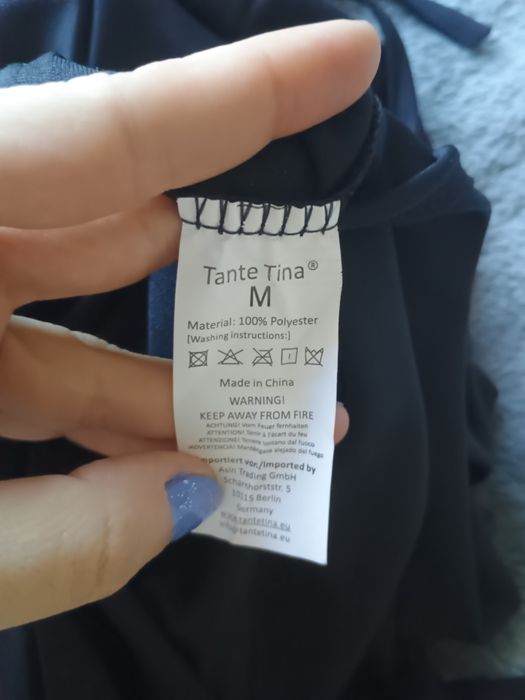 Tante Tina®
M
Material: 100% Polyester
[Washing instructions:]
Made in China
WARNING!
KEEP AWAY FROM FIRE
ACHTUNG! Vom Feuer fernhalten
ATTENTION! Tenir à l'écart du feu
ATTENZIONE! Tenere lontano dal fuoco
¡ADVERTENCIA! Manténgase alejado del fuego
Importiert von:/Imported by
Asin Trading GmbH
Scharnhorststr. 5
10115 Berlin
Germany
www.tantetina.eu
info@tantetina.eu